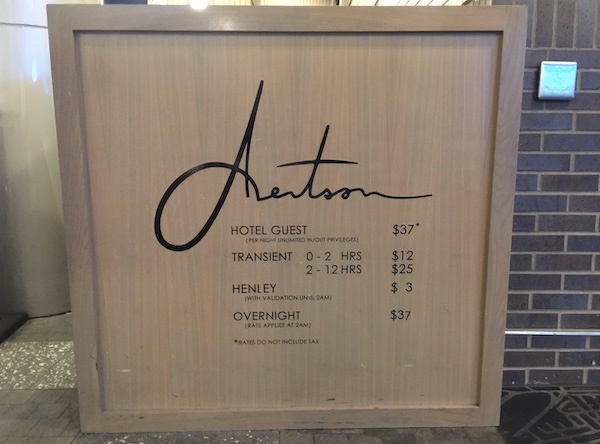 Aertson
HOTEL GUEST $37*
(PER NIGHT UNLIMITED IN/OUT PRIVILEGES)
TRANSIENT 0 - 2 HRS $12
2 - 12 HRS $25
HENLEY $ 3
(WITH VALIDATION UNTIL 2AM)
OVERNIGHT $37
(RATE APPLIES AT 2AM)
*RATES DO NOT INCLUDE TAX